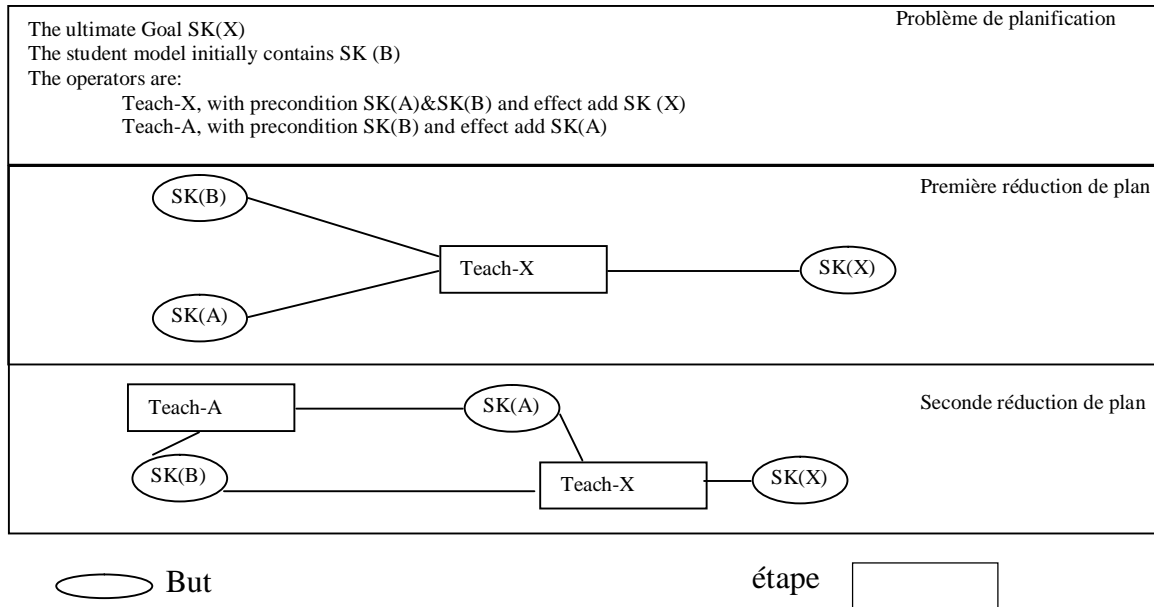 Problème de planification
The ultimate Goal SK(X)
The student model initially contains SK (B)
The operators are:
Teach-X, with precondition SK(A)&SK(B) and effect add SK (X)
Teach-A, with precondition SK(B) and effect add SK(A)
Première réduction de plan
SK(B)
Teach-X
SK(X)
SK(A)
Seconde réduction de plan
Teach-A
SK(A)
SK(B)
Teach-X
SK(X)
But
étape